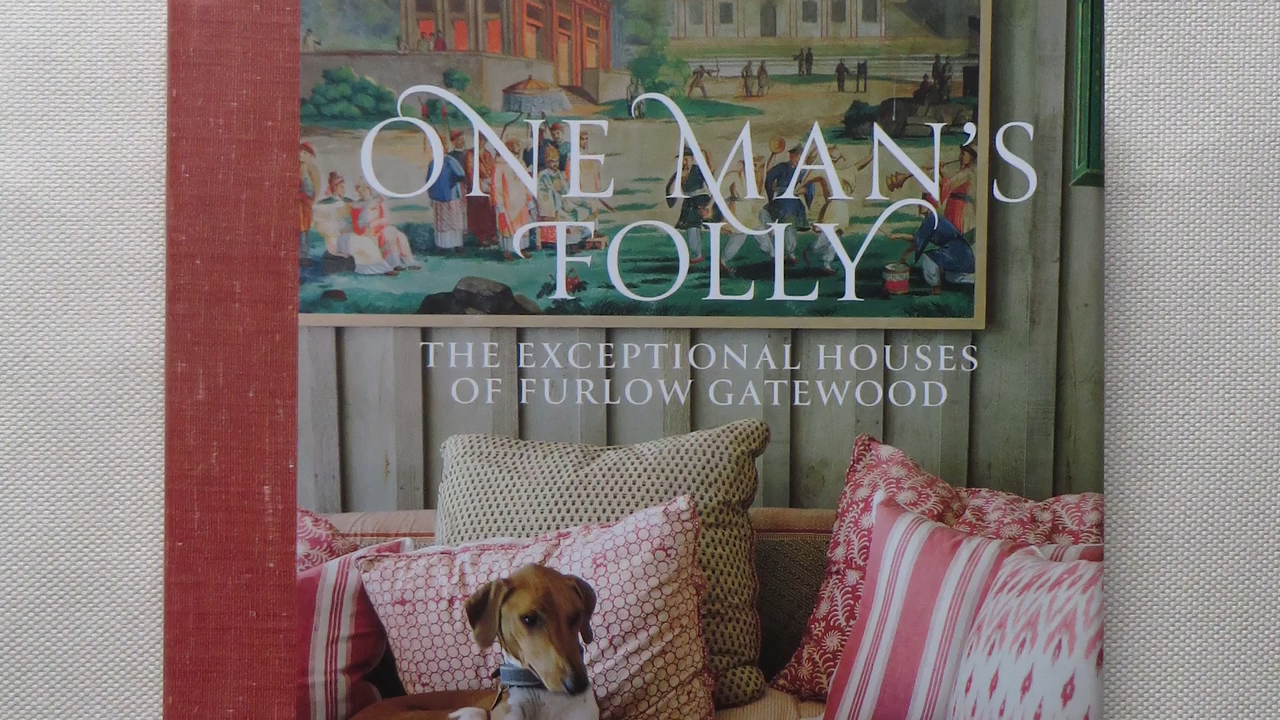 ONE MAN'S
FOLLY
THE EXCEPTIONAL HOUSES
OF FURLOW GATEWOOD